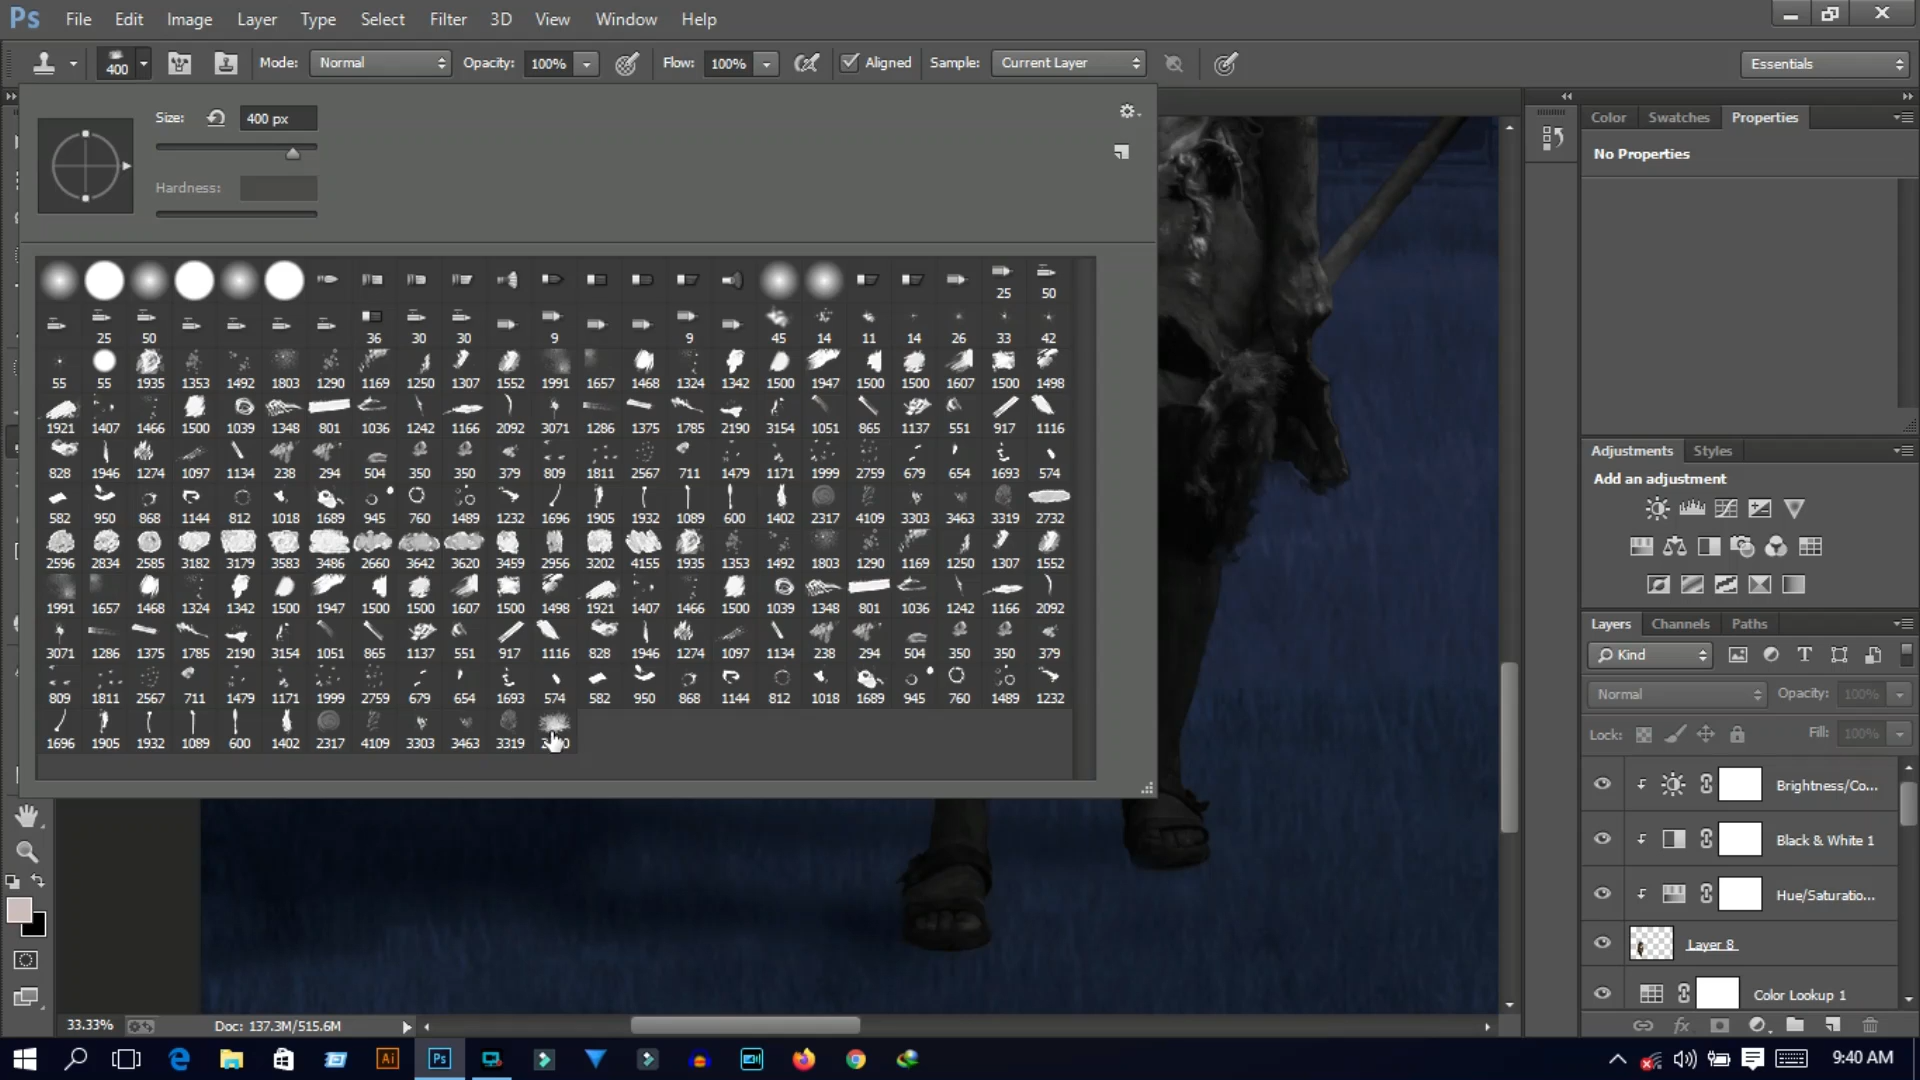 Ps File Edit Image Layer Type Select Filter 3D View Window Help
400 Mode: Normal Opacity: 100% Flow: 100% Aligned Sample: Current Layer Essentials
Size: 400 px
Hardness:
25 50
25 50 36 30 30 9 9 45 14 11 14 26 33 42
55 55 1935 1353 1492 1803 1290 1169 1250 1307 1552 1991 1657 1468 1324 1342 1500 1947 1500 1500 1607 1500 1498
1921 1407 1466 1500 1039 1348 801 1036 1242 1166 2092 3071 1286 1375 1785 2190 3154 1051 865 1137 551 917 1116
828 1946 1274 1097 1134 238 294 504 350 350 379 809 1811 2567 711 1479 1171 1999 2759 679 654 1693 574
582 950 868 1144 812 1018 1689 945 760 1489 1232 1696 1905 1932 1089 600 1402 2317 4109 3303 3463 3319 2732
2596 2834 2585 3182 3179 3583 3486 2660 3642 3620 3459 2956 3202 4155 1935 1353 1492 1803 1290 1169 1250 1307 1552
1991 1657 1468 1324 1342 1500 1947 1500 1500 1607 1500 1498 1921 1407 1466 1500 1039 1348 801 1036 1242 1166 2092
3071 1286 1375 1785 2190 3154 1051 865 1137 551 917 1116 828 1946 1274 1097 1134 238 294 504 350 350 379
809 1811 2567 711 1479 1171 1999 2759 679 654 1693 574 582 950 868 1144 812 1018 1689 945 760 1489 1232
1696 1905 1932 1089 600 1402 2317 4109 3303 3463 3319
Color Swatches Properties
No Properties
Adjustments Styles
Add an adjustment
Layers Channels Paths
Kind
Normal Opacity: 100%
Lock: Fill: 100%
Brightness/Co...
Black & White 1
Hue/Saturatio...
Layer 8
Color Lookup 1
fx
33.33% Doc: 137.3M/515.6M
Ai Ps 9:40 AM